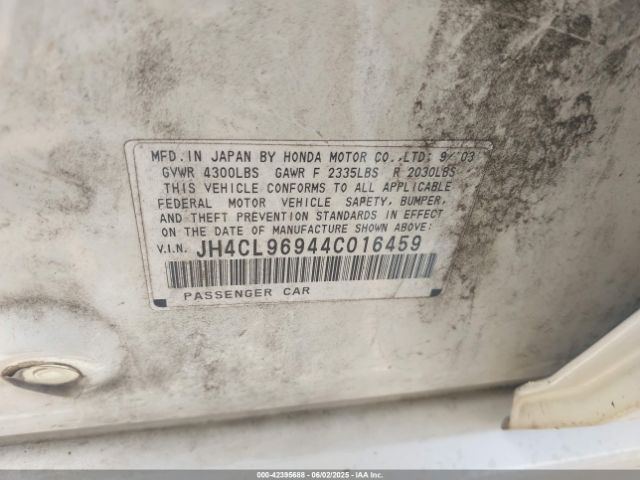 MFD. IN JAPAN BY HONDA MOTOR CO., LTD: 9/'03
GVWR 4300LBS GAWR F 2335LBS R 2030LBS
THIS VEHICLE CONFORMS TO ALL APPLICABLE
FEDERAL MOTOR VEHICLE SAFETY, BUMPER,
AND THEFT PREVENTION STANDARDS IN EFFECT
ON THE DATE OF MANUFACTURE SHOWN ABOVE:
V.I.N. JH4CL96944C016459
PASSENGER CAR
000-42395688 - 06/02/2025 - IAAI.com